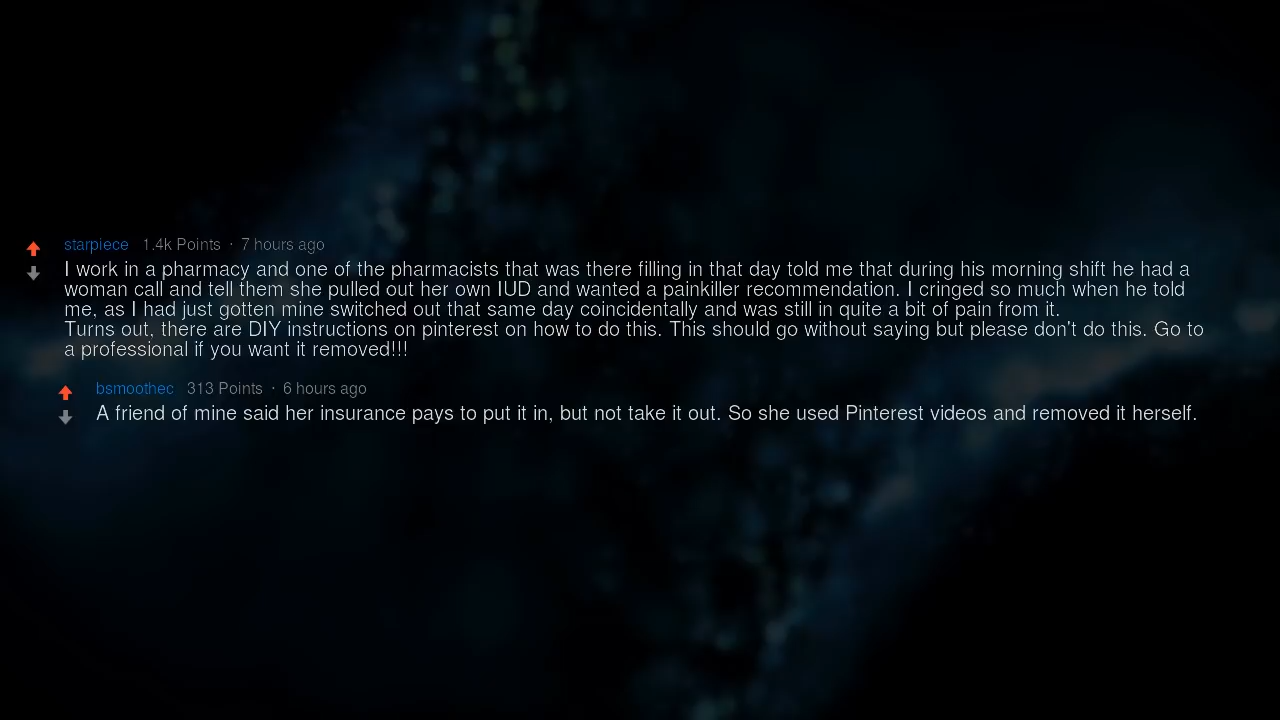 starpiece 1.4k Points · 7 hours ago
I work in a pharmacy and one of the pharmacists that was there filling in that day told me that during his morning shift he had a
woman call and tell them she pulled out her own IUD and wanted a painkiller recommendation. I cringed so much when he told
me, as I had just gotten mine switched out that same day coincidentally and was still in quite a bit of pain from it.
Turns out, there are DIY instructions on pinterest on how to do this. This should go without saying but please don't do this. Go to
a professional if you want it removed!!!
bsmoothec 313 Points · 6 hours ago
A friend of mine said her insurance pays to put it in, but not take it out. So she used Pinterest videos and removed it herself.